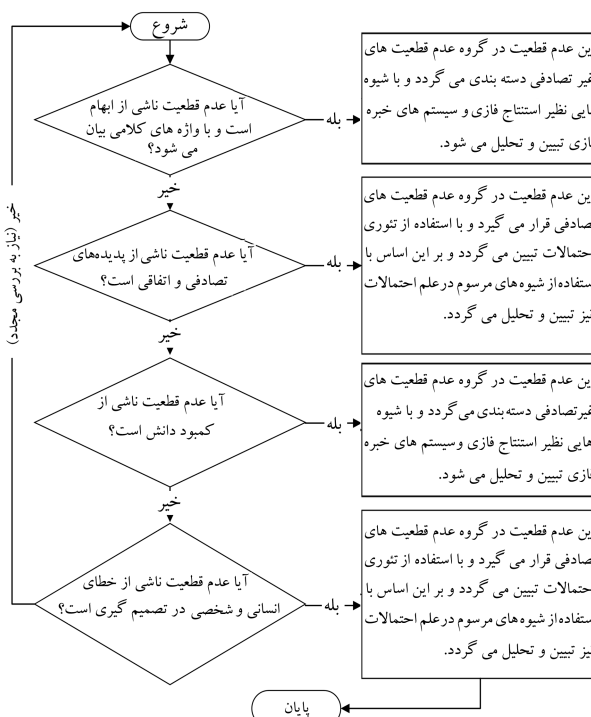 شروع
آیا عدم قطعیت ناشی از ابهام
است و با واژه های کلامی بیان
می شود؟
بله
این عدم قطعیت در گروه عدم قطعیت های
غیر تصادفی دسته بندی می گردد و با شیوه
هایی نظیر استنتاج فازی و سیستم های خبره
فازی تبیین و تحلیل می شود.
خیر
آیا عدم قطعیت ناشی از پدیده‌های
تصادفی و اتفاقی است؟
بله
این عدم قطعیت در گروه عدم قطعیت های
تصادفی قرار می گیرد و با استفاده از تئوری
احتمالات تبیین می گردد و بر این اساس با
استفاده از شیوه های مرسوم در علم احتمالات
نیز تبیین و تحلیل می گردد.
خیر
آیا عدم قطعیت ناشی از
کمبود دانش است؟
بله
این عدم قطعیت در گروه عدم قطعیت های
غیرتصادفی دسته بندی می گردد و با شیوه
هایی نظیر استنتاج فازی وسیستم های خبره
فازی تبیین و تحلیل می شود.
خیر
آیا عدم قطعیت ناشی از خطای
انسانی و شخصی در تصمیم گیری است؟
بله
این عدم قطعیت در گروه عدم قطعیت های
تصادفی قرار می گیرد و با استفاده از تئوری
احتمالات تبیین می گردد و بر این اساس با
استفاده از شیوه های مرسوم در علم احتمالات
نیز تبیین و تحلیل می گردد.
خیر (نیاز به بررسی مجدد)
پایان